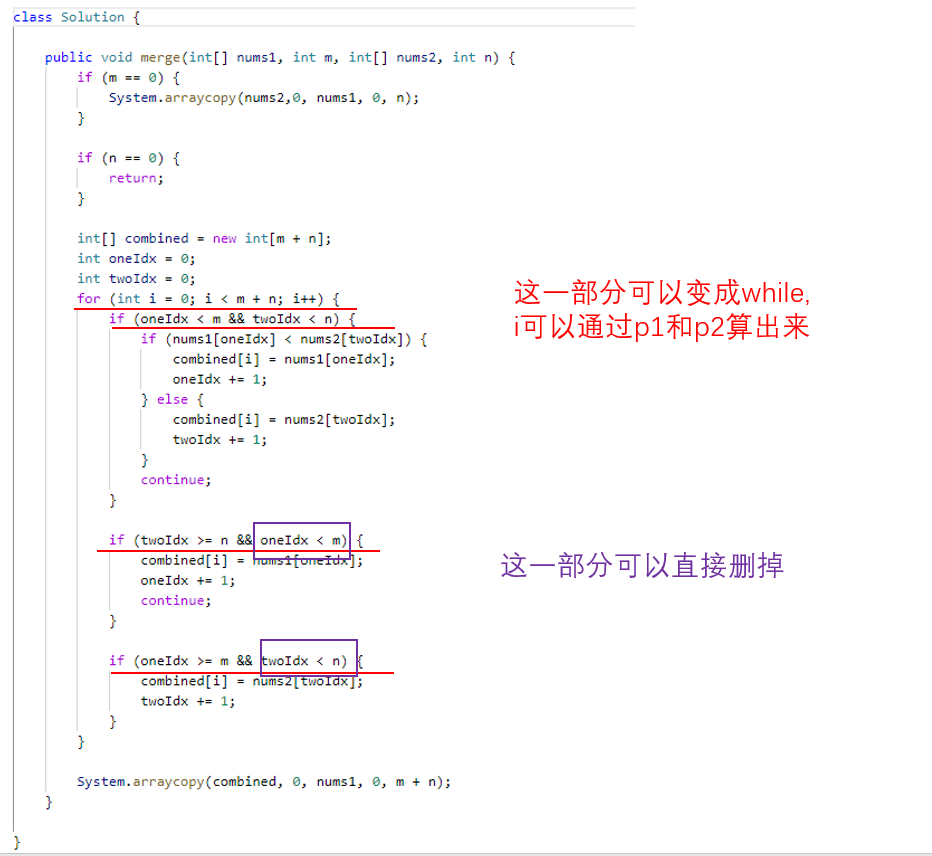 class Solution {
public void merge(int[] nums1, int m, int[] nums2, int n) {
if (m == 0) {
System.arraycopy(nums2,0, nums1, 0, n);
}
if (n == 0) {
return;
}
int[] combined = new int[m + n];
int oneIdx = 0;
int twoIdx = 0;
for (int i = 0; i < m + n; i++) {
if (oneIdx < m && twoIdx < n) {
if (nums1[oneIdx] < nums2[twoIdx]) {
combined[i] = nums1[oneIdx];
oneIdx += 1;
} else {
combined[i] = nums2[twoIdx];
twoIdx += 1;
}
continue;
}
if (twoIdx >= n && oneIdx < m) {
combined[i] = nums1[oneIdx];
oneIdx += 1;
continue;
}
if (oneIdx >= m && twoIdx < n) {
combined[i] = nums2[twoIdx];
twoIdx += 1;
}
}
System.arraycopy(combined, 0, nums1, 0, m + n);
}
}
这一部分可以变成while,
i可以通过p1和p2算出来
这一部分可以直接删掉